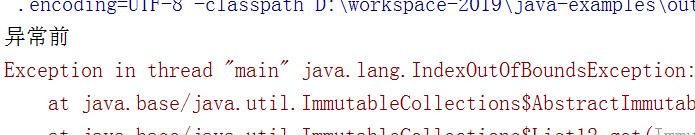 .encoding=UTF-8 -classpath D:\workspace-2019\java-examples\out
异常前
Exception in thread "main" java.lang.IndexOutOfBoundsException:
at java.base/java.util.ImmutableCollections$AbstractImmutab
at java.base/java.util.ImmutableCollections$List12.get(Immu